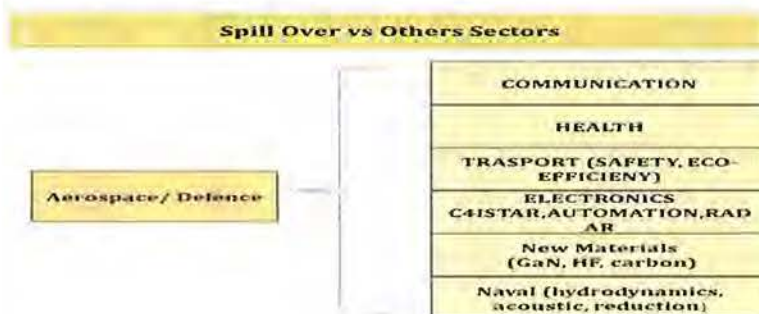 Spill Over vs Others Sectors
COMMUNICATION
HEALTH
TRASPORT (SAFETY, ECO-
EFFICIENY)
Aerospace/ Defence
ELECTRONICS
C4ISTAR,AUTOMATION,RAD
AR
New Materials
(GaN, HF, carbon)
Naval (hydrodynamics,
acoustic, reduction)